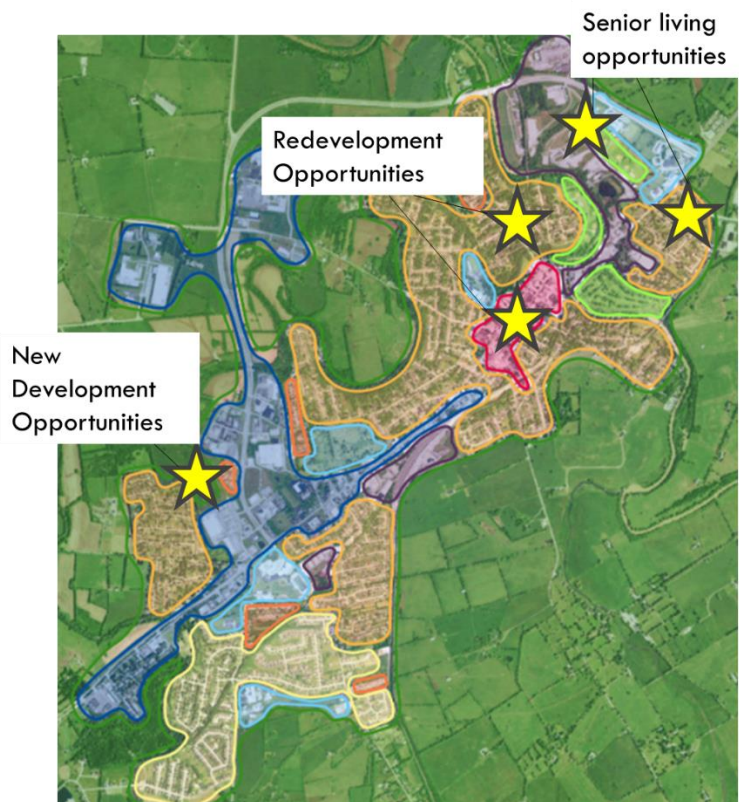 Senior living
opportunities
Redevelopment
Opportunities
New
Development
Opportunities